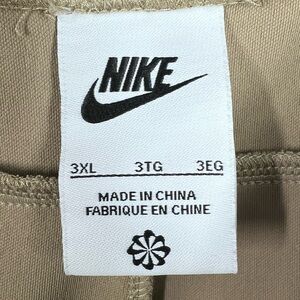 NIKE
3XL 3TG 3EG
MADE IN CHINA
FABRIQUE EN CHINE